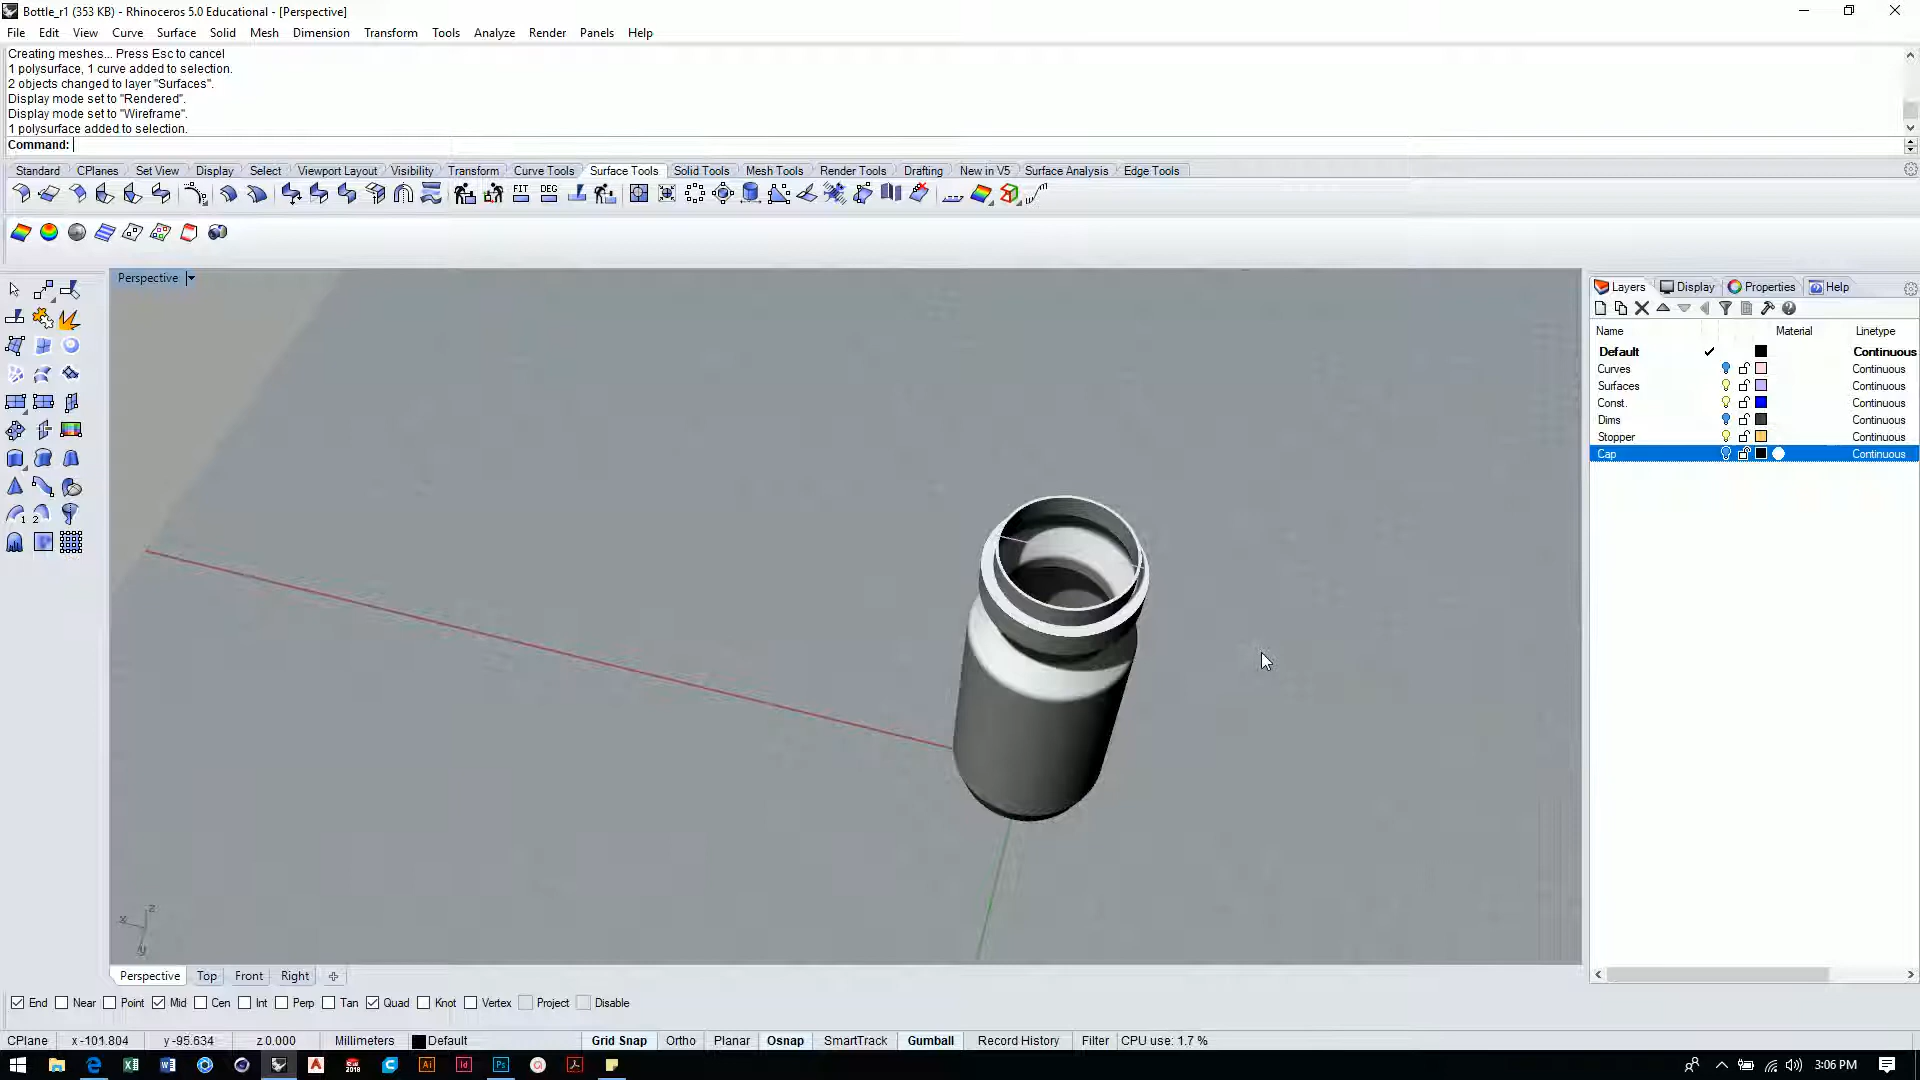 Bottle_r1 (353 KB) - Rhinoceros 5.0 Educational - [Perspective]
File Edit View Curve Surface Solid Mesh Dimension Transform Tools Analyze Render Panels Help
Creating meshes... Press Esc to cancel
1 polysurface, 1 curve added to selection.
2 objects changed to layer "Surfaces".
Display mode set to "Rendered".
Display mode set to "Wireframe".
1 polysurface added to selection.
Command:
Standard CPlanes Set View Display Select Viewport Layout Visibility Transform Curve Tools Surface Tools Solid Tools Mesh Tools Render Tools Drafting New in V5 Surface Analysis Edge Tools
FIT DEG
Perspective
Layers Display Properties Help
Name Material Linetype
Default Continuous
Curves Continuous
Surfaces Continuous
Const. Continuous
Dims Continuous
Stopper Continuous
Cap Continuous
1 2
z
x
y
Perspective Top Front Right
End Near Point Mid Cen Int Perp Tan Quad Knot Vertex Project Disable
CPlane x -101.804 y -95.634 z 0.000 Millimeters Default Grid Snap Ortho Planar Osnap SmartTrack Gumball Record History Filter CPU use: 1.7 %
Ai Id Ps 3:06 PM